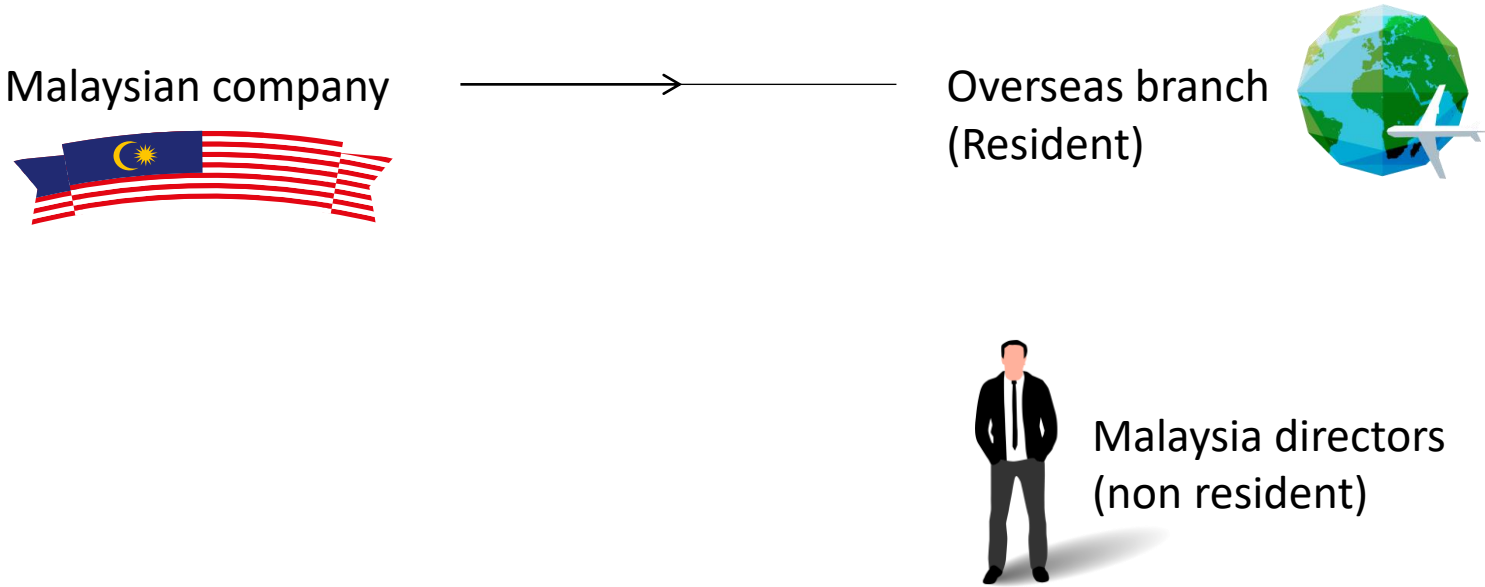 Malaysian company
Overseas branch
(Resident)
Malaysia directors
(non resident)